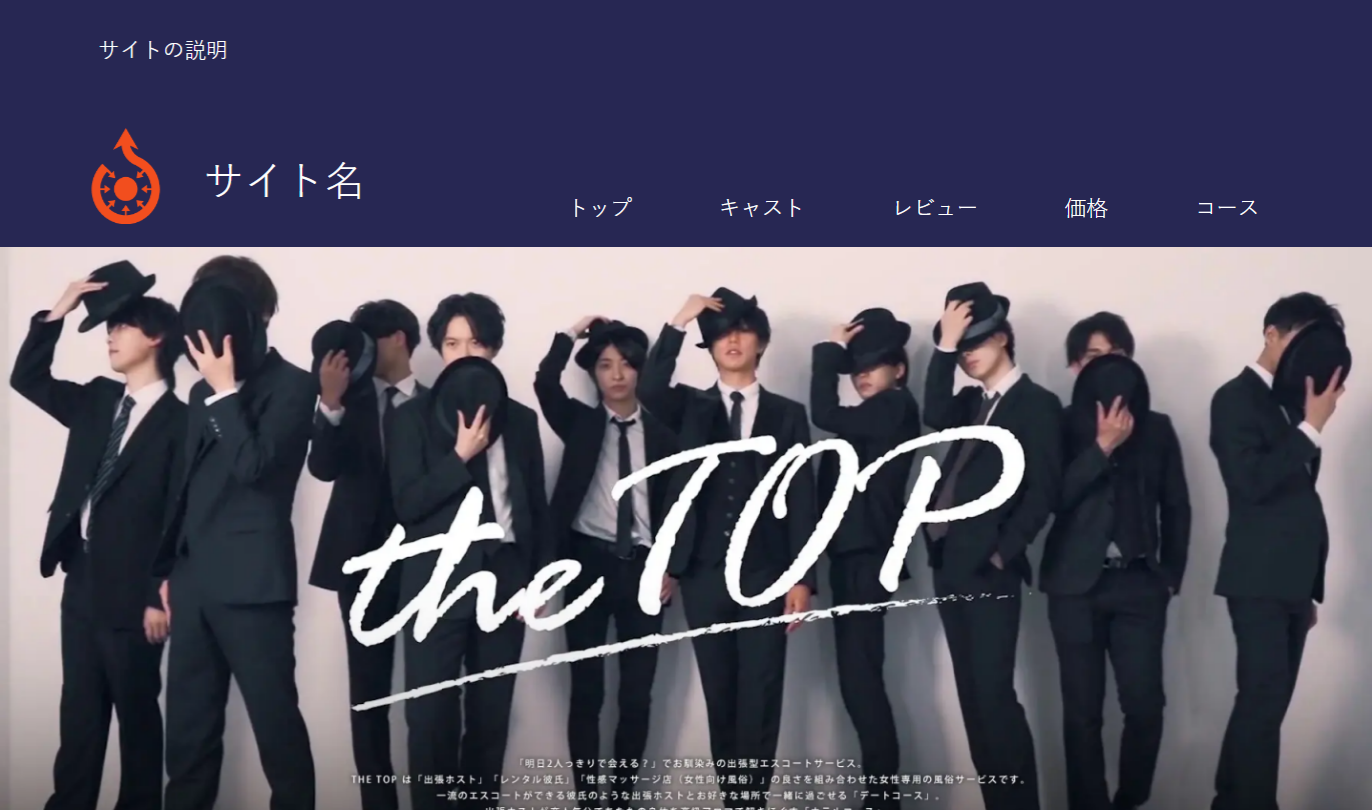 サイトの説明
サイト名
トップ キャスト レビュー 価格 コース
the TOP
「明日2人っきりで会える？」でお馴染みの出張型エスコートサービス。
THE TOP は「出張ホスト」「レンタル彼氏」「性感マッサージ店（女性向け風俗）」の良さを組み合わせた女性専用の風俗サービスです。
一流のエスコートができる彼氏のような出張ホストとお好きな場所で一緒に過ごせる「デートコース」。